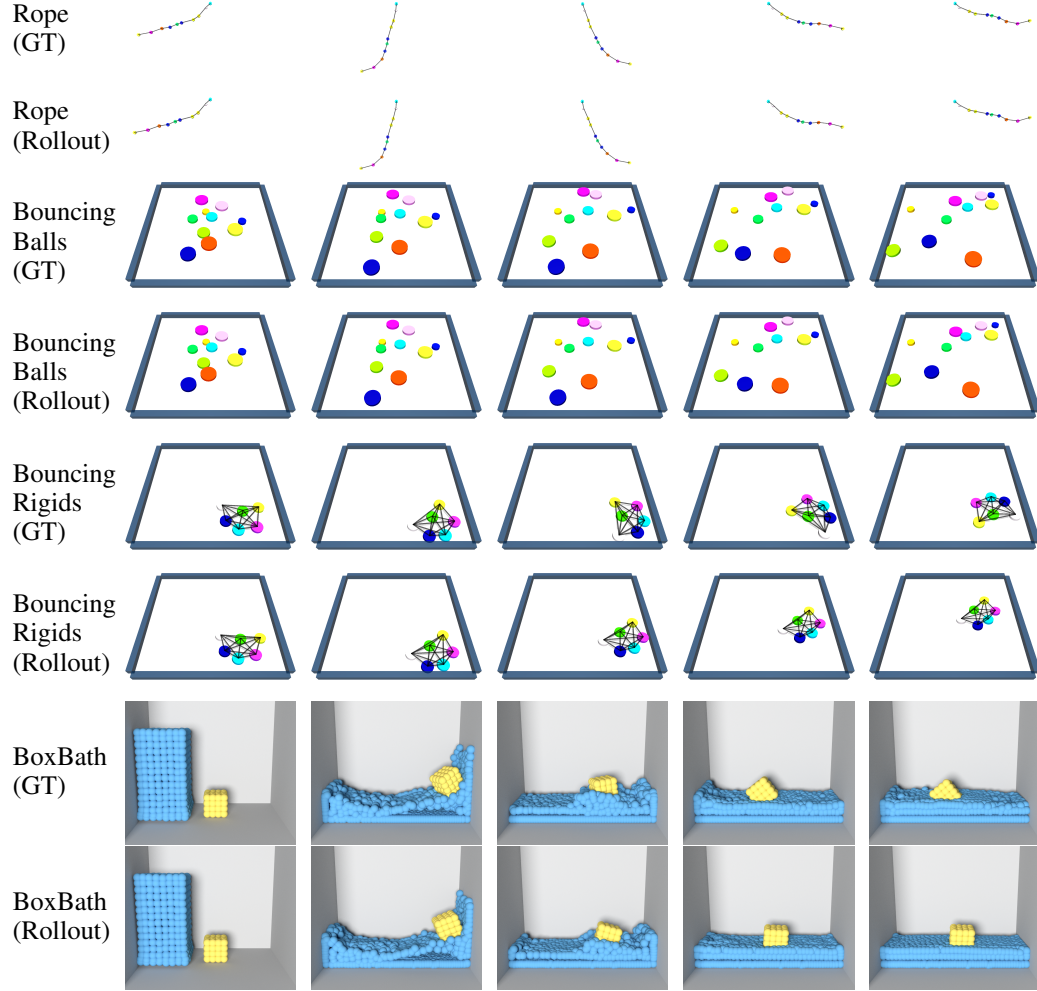 Rope
(GT)
Rope
(Rollout)
Bouncing
Balls
(GT)
Bouncing
Balls
(Rollout)
Bouncing
Rigids
(GT)
Bouncing
Rigids
(Rollout)
BoxBath
(GT)
BoxBath
(Rollout)